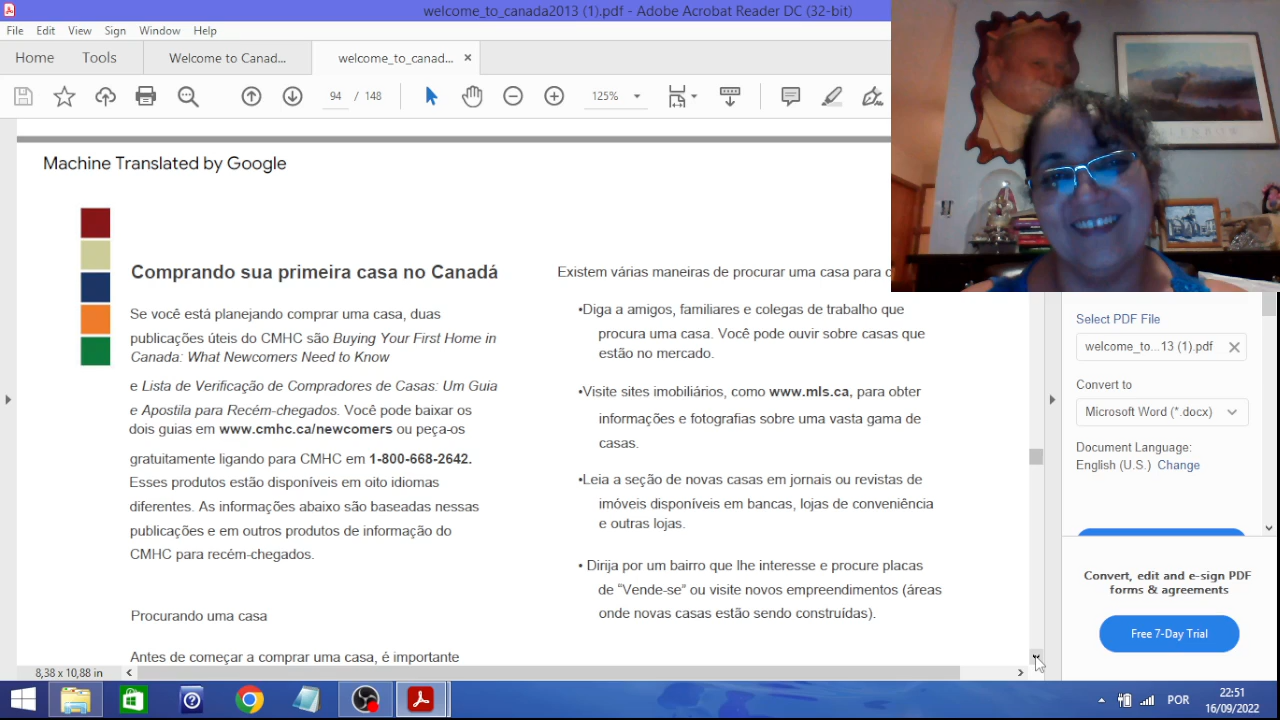 welcome_to_canada2013 (1).pdf - Adobe Acrobat Reader DC (32-bit)
File Edit View Sign Window Help
Home Tools Welcome to Canad... welcome_to_canad... ×
94 / 148 125%
Machine Translated by Google
Comprando sua primeira casa no Canadá
Se você está planejando comprar uma casa, duas
publicações úteis do CMHC são Buying Your First Home in
Canada: What Newcomers Need to Know
e Lista de Verificação de Compradores de Casas: Um Guia
e Apostila para Recém-chegados. Você pode baixar os
dois guias em www.cmhc.ca/newcomers ou peça-os
gratuitamente ligando para CMHC em 1-800-668-2642.
Esses produtos estão disponíveis em oito idiomas
diferentes. As informações abaixo são baseadas nessas
publicações e em outros produtos de informação do
CMHC para recém-chegados.
Procurando uma casa
Antes de começar a comprar uma casa, é importante
Existem várias maneiras de procurar uma casa para
•Diga a amigos, familiares e colegas de trabalho que
procura uma casa. Você pode ouvir sobre casas que
estão no mercado.
•Visite sites imobiliários, como www.mls.ca, para obter
informações e fotografias sobre uma vasta gama de
casas.
•Leia a seção de novas casas em jornais ou revistas de
imóveis disponíveis em bancas, lojas de conveniência
e outras lojas.
• Dirija por um bairro que lhe interesse e procure placas
de “Vende-se” ou visite novos empreendimentos (áreas
onde novas casas estão sendo construídas).
Select PDF File
welcome_to...13 (1).pdf
Convert to
Microsoft Word (*.docx)
Document Language:
English (U.S.) Change
Convert, edit and e-sign PDF
forms & agreements
Free 7-Day Trial
8,38 x 10,88 in
POR
22:51
16/09/2022